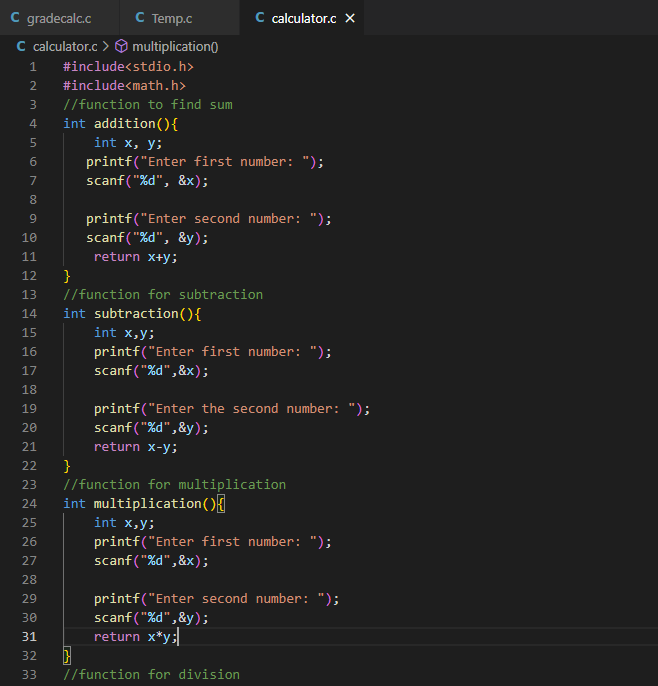 C gradecalc.c C Temp.c C calculator.c ×
C calculator.c > multiplication()
1 #include<stdio.h>
2 #include<math.h>
3 //function to find sum
4 int addition(){
5     int x, y;
6    printf("Enter first number: ");
7    scanf("%d", &x);
8
9    printf("Enter second number: ");
10    scanf("%d", &y);
11     return x+y;
12 }
13 //function for subtraction
14 int subtraction(){
15     int x,y;
16     printf("Enter first number: ");
17     scanf("%d",&x);
18
19     printf("Enter the second number: ");
20     scanf("%d",&y);
21     return x-y;
22 }
23 //function for multiplication
24 int multiplication(){
25     int x,y;
26     printf("Enter first number: ");
27     scanf("%d",&x);
28
29     printf("Enter second number: ");
30     scanf("%d",&y);
31     return x*y;
32 }
33 //function for division